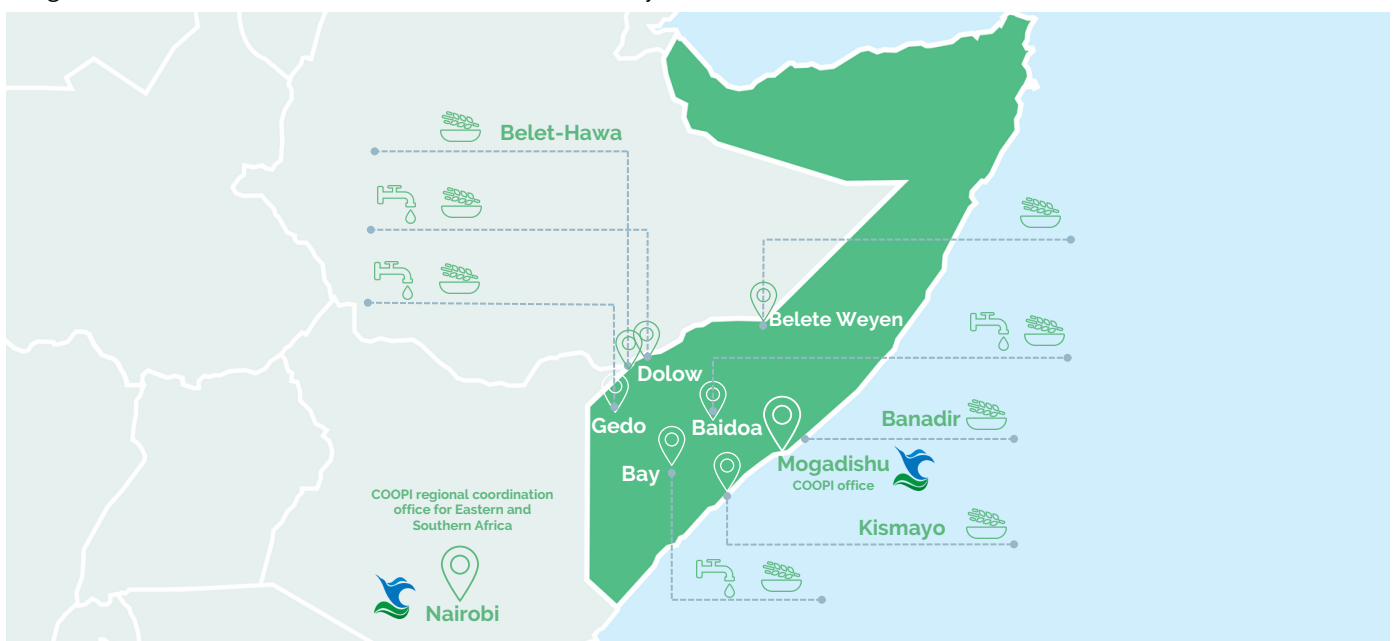 Belet-Hawa
Belete Weyen
Dolow
Gedo
Baidoa
Banadir
Bay
Mogadishu
COOPI office
COOPI regional coordination
office for Eastern and
Southern Africa
Kismayo
Nairobi